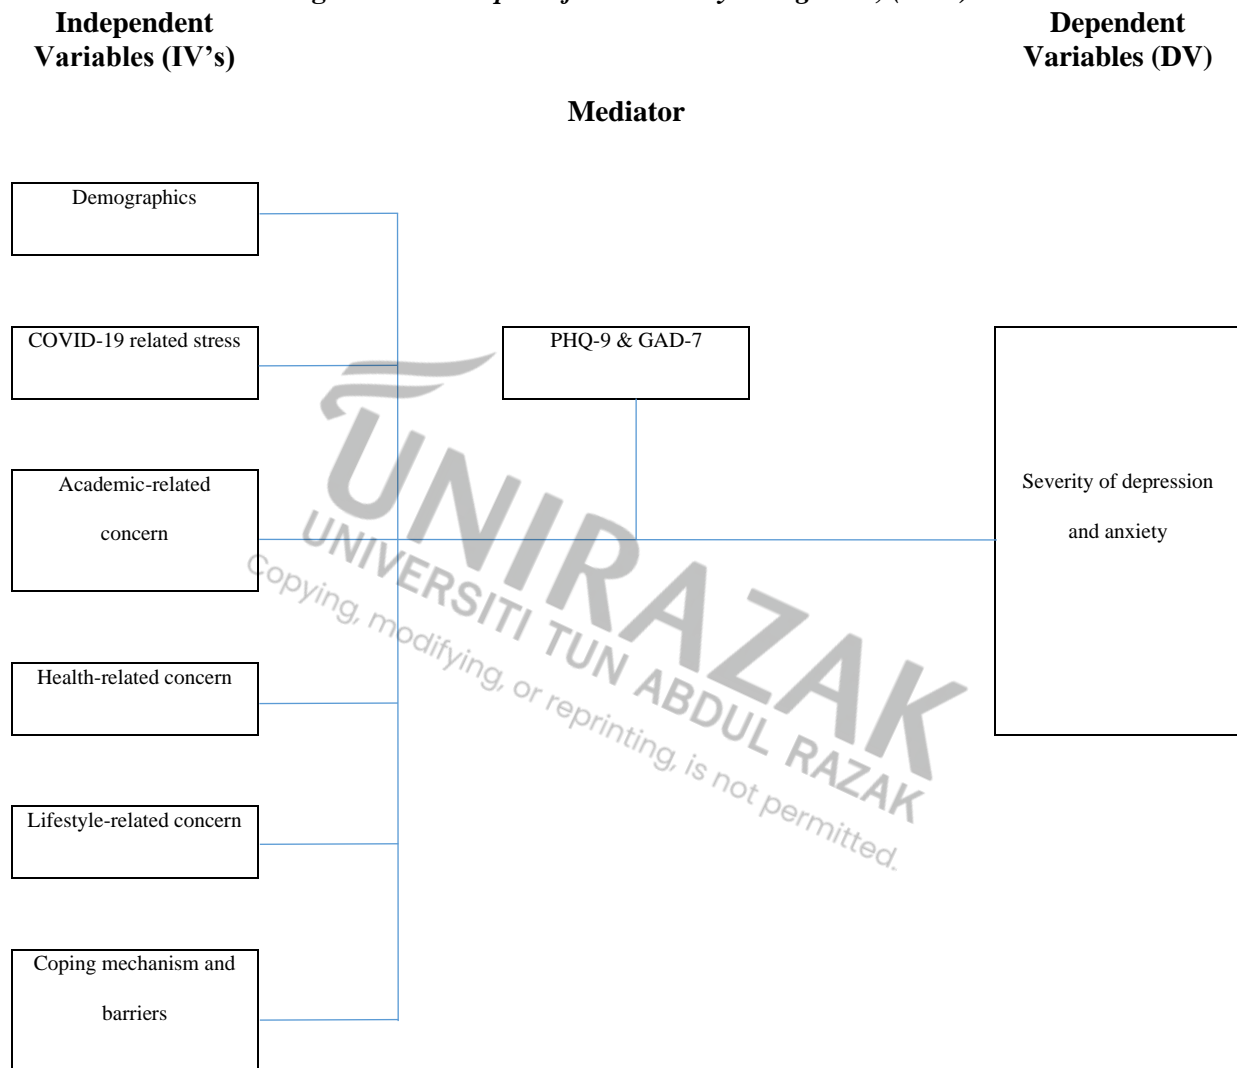 Independent
Variables (IV's)
Dependent
Variables (DV)
Mediator
Demographics
COVID-19 related stress
PHQ-9 & GAD-7
Academic-related
concern
Severity of depression
and anxiety
Health-related concern
Lifestyle-related concern
Coping mechanism and
barriers
UNIRAZAK
UNIVERSITI TUN ABDUL RAZAK
Copying, modifying, or reprinting, is not permitted.